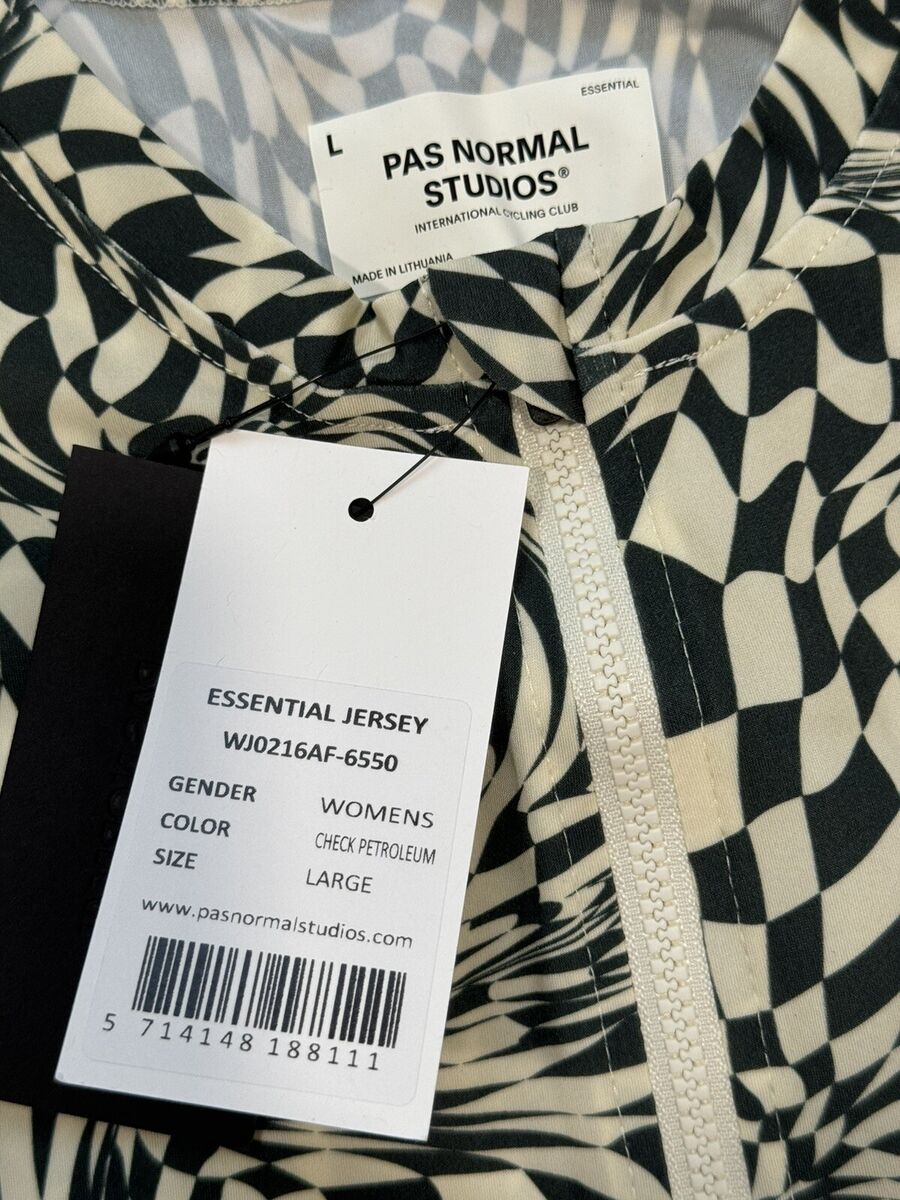 ESSENTIAL
L
PAS NORMAL
STUDIOS®
INTERNATIONAL CYCLING CLUB
MADE IN LITHUANIA
ESSENTIAL JERSEY
WJ0216AF-6550
GENDER WOMENS
COLOR CHECK PETROLEUM
SIZE LARGE
www.pasnormalstudios.com
5 714148 188111